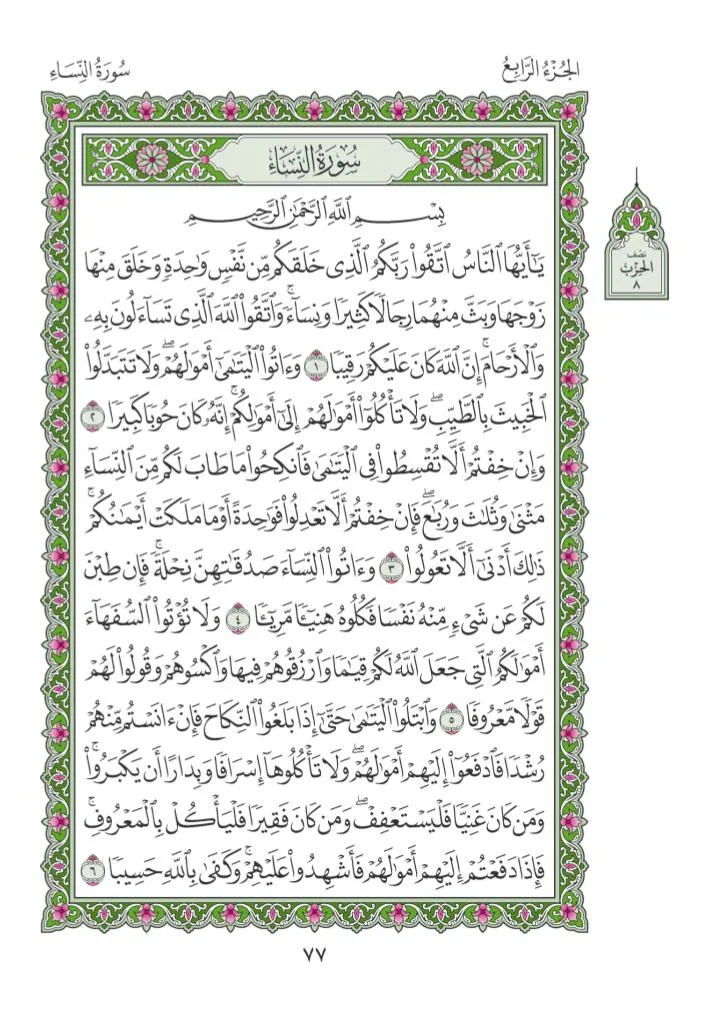 الجُزْءُ الرَّابِعُ
سُورَةُ النِّسَاءِ
سُورَةُ النِّسَاءِ
نصف
الحزب
٨
بِسْمِ ٱللَّهِ ٱلرَّحْمَٰنِ ٱلرَّحِيمِ
يَٰٓأَيُّهَا ٱلنَّاسُ ٱتَّقُوا۟ رَبَّكُمُ ٱلَّذِى خَلَقَكُم مِّن نَّفْسٍ وَٰحِدَةٍ وَخَلَقَ مِنْهَا
زَوْجَهَا وَبَثَّ مِنْهُمَا رِجَالًا كَثِيرًا وَنِسَآءً ۚ وَٱتَّقُوا۟ ٱللَّهَ ٱلَّذِى تَسَآءَلُونَ بِهِۦ
وَٱلْأَرْحَامَ ۚ إِنَّ ٱللَّهَ كَانَ عَلَيْكُمْ رَقِيبًا ١ وَءَاتُوا۟ ٱلْيَتَٰمَىٰٓ أَمْوَٰلَهُمْ ۖ وَلَا تَتَبَدَّلُوا۟
ٱلْخَبِيثَ بِٱلطَّيِّبِ ۖ وَلَا تَأْكُلُوٓا۟ أَمْوَٰلَهُمْ إِلَىٰٓ أَمْوَٰلِكُمْ ۚ إِنَّهُۥ كَانَ حُوبًا كَبِيرًا ٢
وَإِنْ خِفْتُمْ أَلَّا تُقْسِطُوا۟ فِى ٱلْيَتَٰمَىٰ فَٱنكِحُوا۟ مَا طَابَ لَكُم مِّنَ ٱلنِّسَآءِ
مَثْنَىٰ وَثُلَٰثَ وَرُبَٰعَ ۖ فَإِنْ خِفْتُمْ أَلَّا تَعْدِلُوا۟ فَوَٰحِدَةً أَوْ مَا مَلَكَتْ أَيْمَٰنُكُمْ ۚ
ذَٰلِكَ أَدْنَىٰٓ أَلَّا تَعُولُوا۟ ٣ وَءَاتُوا۟ ٱلنِّسَآءَ صَدُقَٰتِهِنَّ نِحْلَةً ۚ فَإِن طِبْنَ
لَكُمْ عَن شَىْءٍ مِّنْهُ نَفْسًا فَكُلُوهُ هَنِيٓـًٔا مَّرِيٓـًٔا ٤ وَلَا تُؤْتُوا۟ ٱلسُّفَهَآءَ
أَمْوَٰلَكُمُ ٱلَّتِى جَعَلَ ٱللَّهُ لَكُمْ قِيَٰمًا وَٱرْزُقُوهُمْ فِيهَا وَٱكْسُوهُمْ وَقُولُوا۟ لَهُمْ
قَوْلًا مَّعْرُوفًا ٥ وَٱبْتَلُوا۟ ٱلْيَتَٰمَىٰ حَتَّىٰٓ إِذَا بَلَغُوا۟ ٱلنِّكَاحَ فَإِنْ ءَانَسْتُم مِّنْهُمْ
رُشْدًا فَٱدْفَعُوٓا۟ إِلَيْهِمْ أَمْوَٰلَهُمْ ۖ وَلَا تَأْكُلُوهَآ إِسْرَافًا وَبِدَارًا أَن يَكْبَرُوا۟ ۚ
وَمَن كَانَ غَنِيًّا فَلْيَسْتَعْفِفْ ۖ وَمَن كَانَ فَقِيرًا فَلْيَأْكُلْ بِٱلْمَعْرُوفِ ۚ
فَإِذَا دَفَعْتُمْ إِلَيْهِمْ أَمْوَٰلَهُمْ فَأَشْهِدُوا۟ عَلَيْهِمْ ۚ وَكَفَىٰ بِٱللَّهِ حَسِيبًا ٦
٧٧